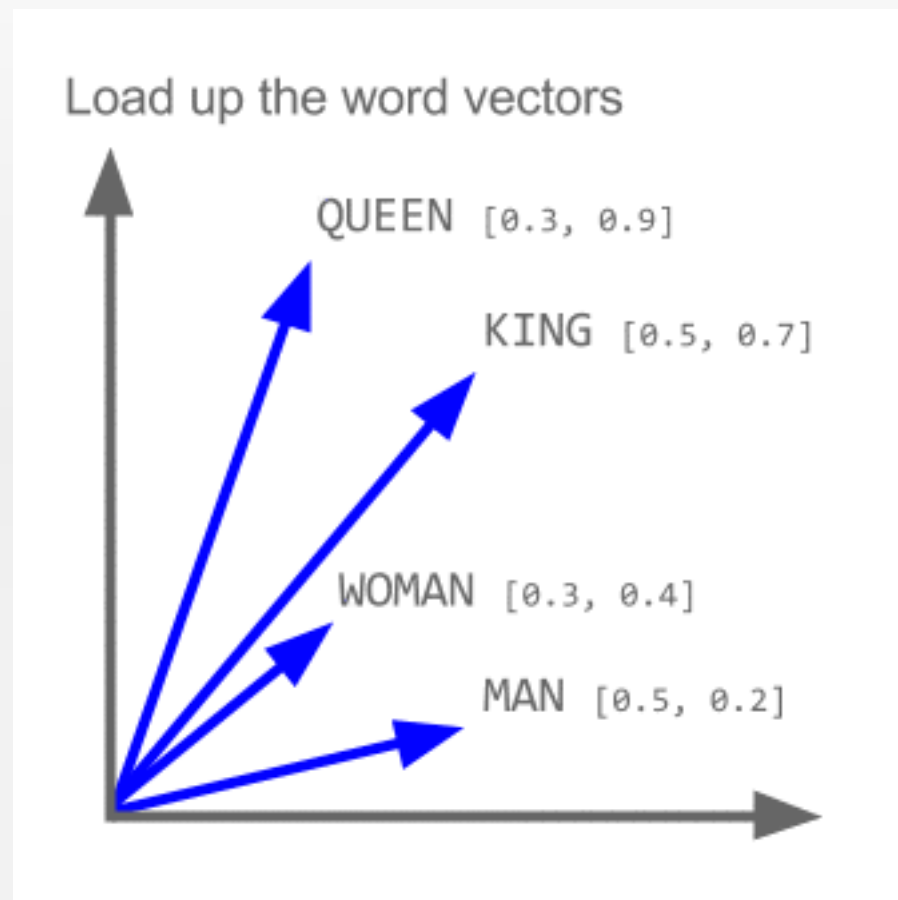 Load up the word vectors
QUEEN [0.3, 0.9]
KING [0.5, 0.7]
WOMAN [0.3, 0.4]
MAN [0.5, 0.2]